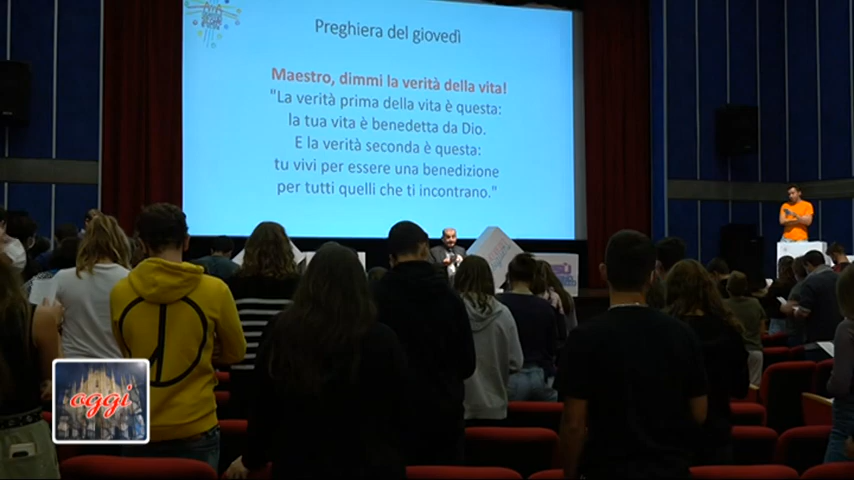 Preghiera del giovedì
Maestro, dimmi la verità della vita!
"La verità prima della vita è questa:
la tua vita è benedetta da Dio.
E la verità seconda è questa:
tu vivi per essere una benedizione
per tutti quelli che ti incontrano."
oggi